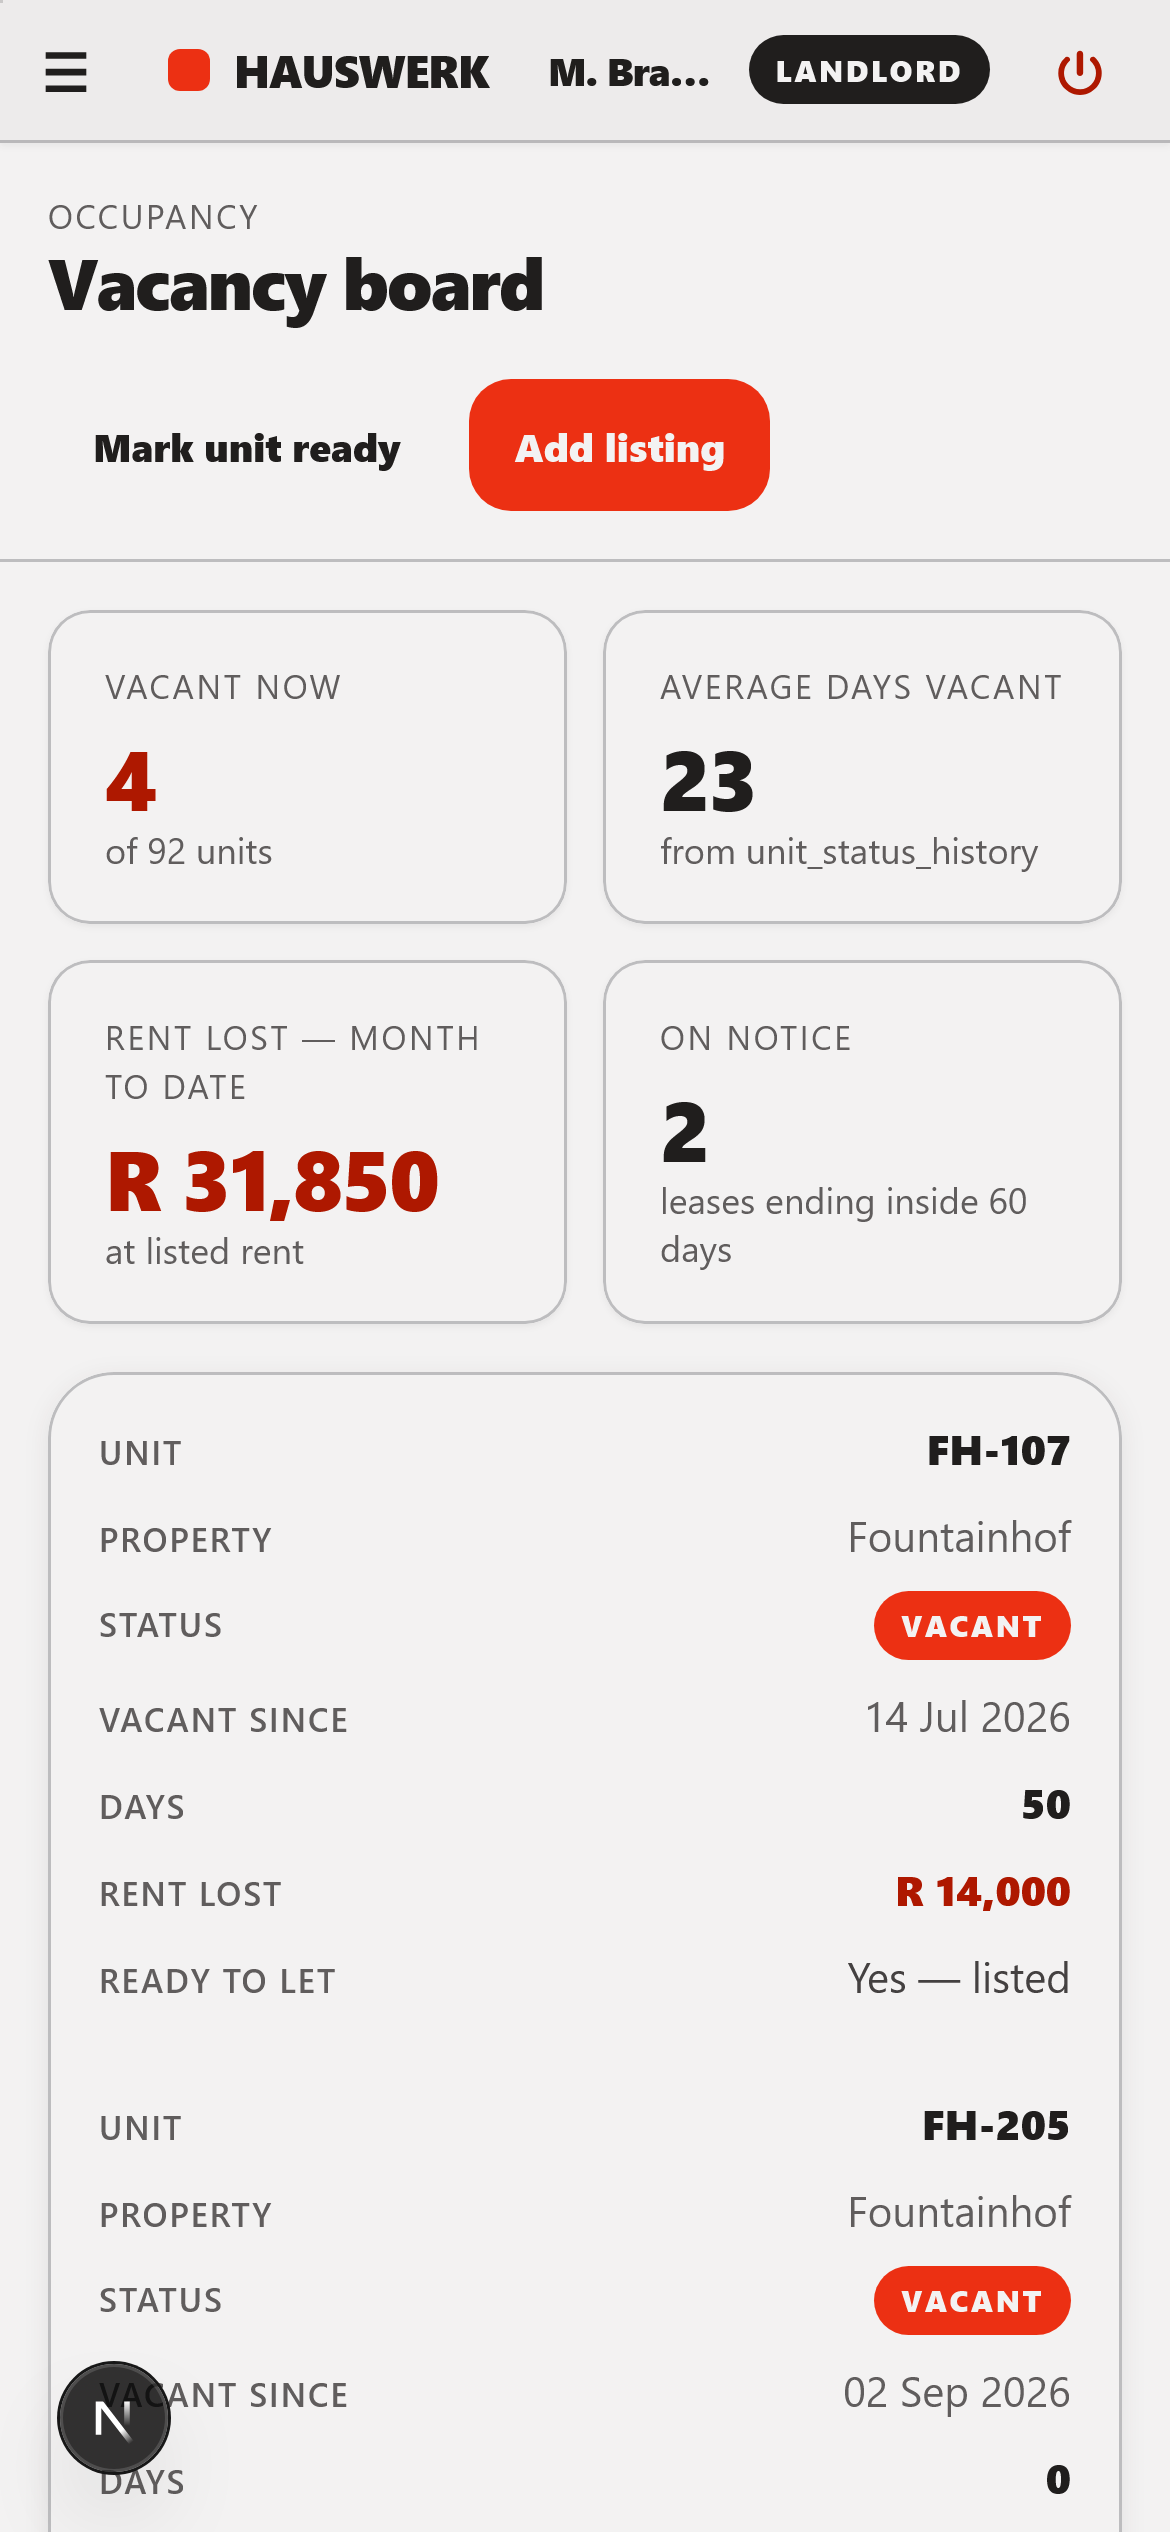 HAUSWERK M. Bra... LANDLORD
OCCUPANCY
Vacancy board
Mark unit ready Add listing
VACANT NOW
4
of 92 units
AVERAGE DAYS VACANT
23
from unit_status_history
RENT LOST — MONTH
TO DATE
R 31,850
at listed rent
ON NOTICE
2
leases ending inside 60
days
UNIT FH-107
PROPERTY Fountainhof
STATUS VACANT
VACANT SINCE 14 Jul 2026
DAYS 50
RENT LOST R 14,000
READY TO LET Yes — listed
UNIT FH-205
PROPERTY Fountainhof
STATUS VACANT
VACANT SINCE 02 Sep 2026
N
DAYS 0